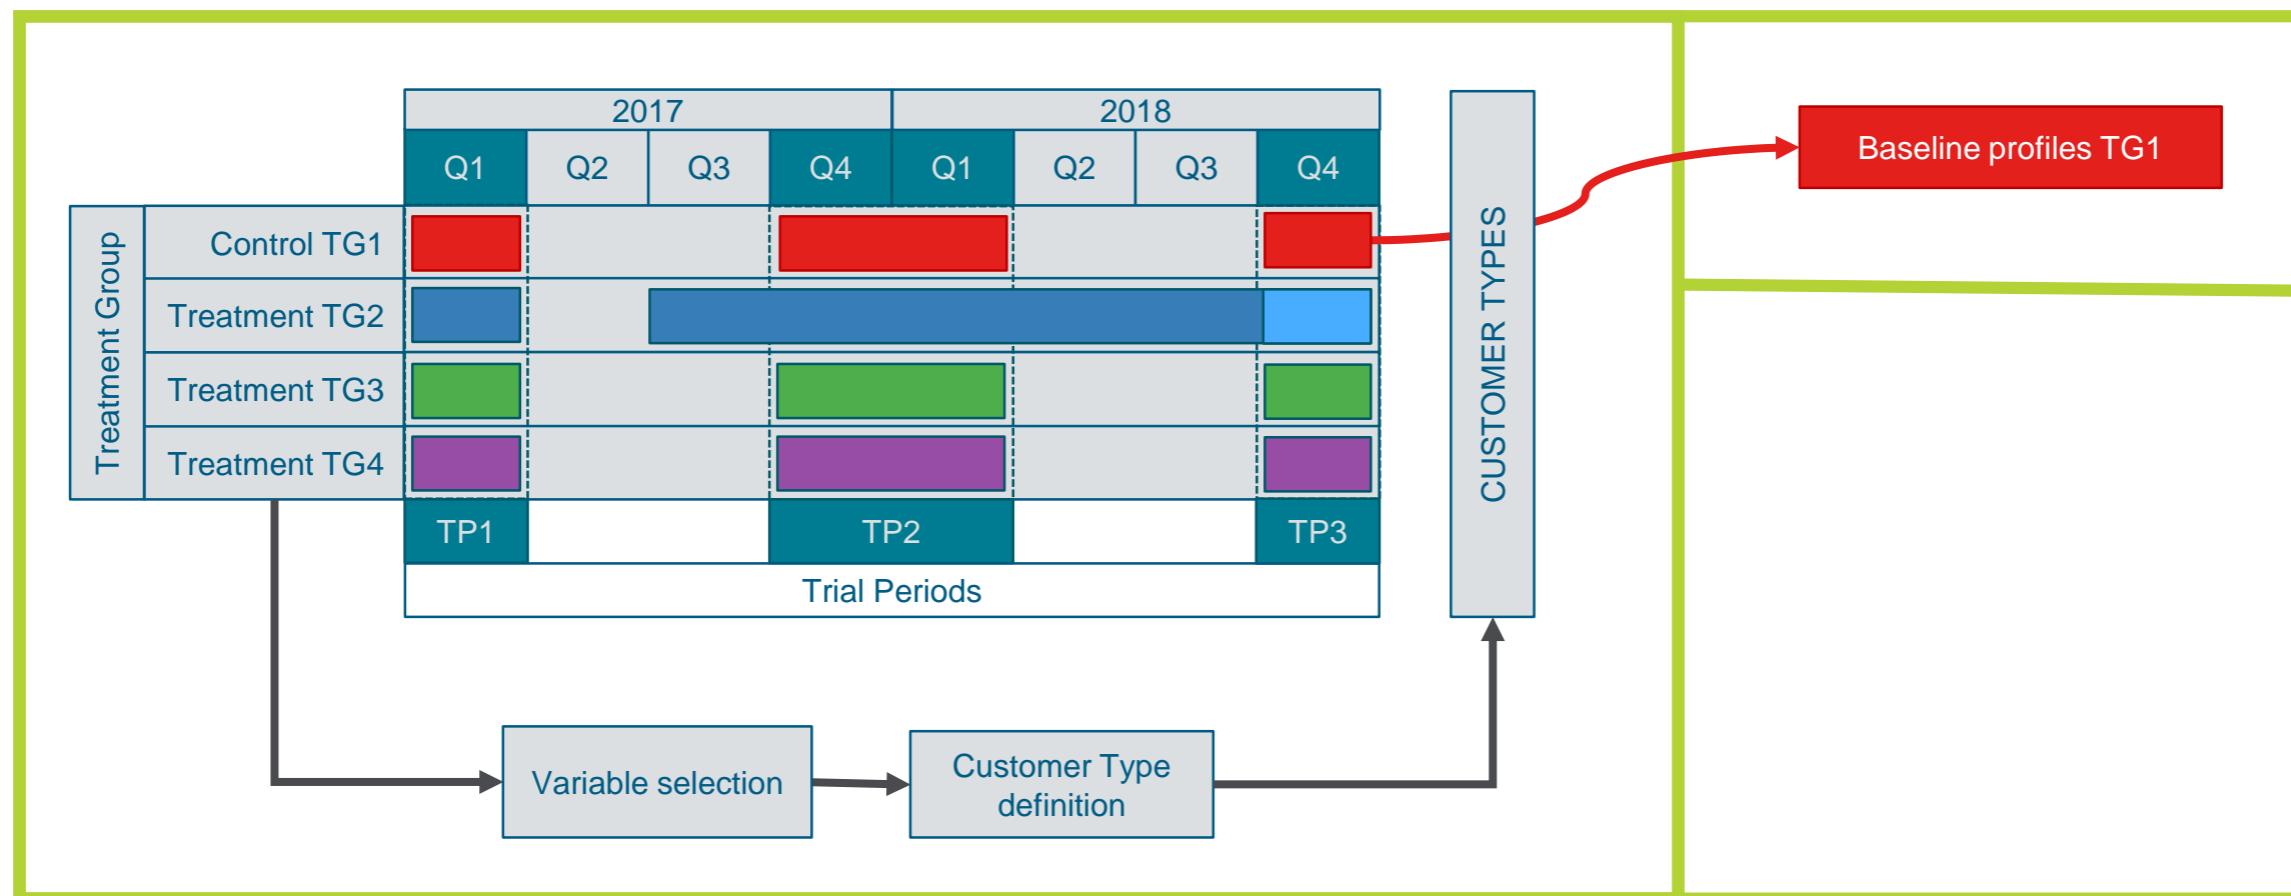 2017
2018
Q1
Q2
Q3
Q4
Q1
Q2
Q3
Q4
Treatment Group
Control TG1
Treatment TG2
Treatment TG3
Treatment TG4
TP1
TP2
TP3
Trial Periods
CUSTOMER TYPES
Variable selection
Customer Type
definition
Baseline profiles TG1